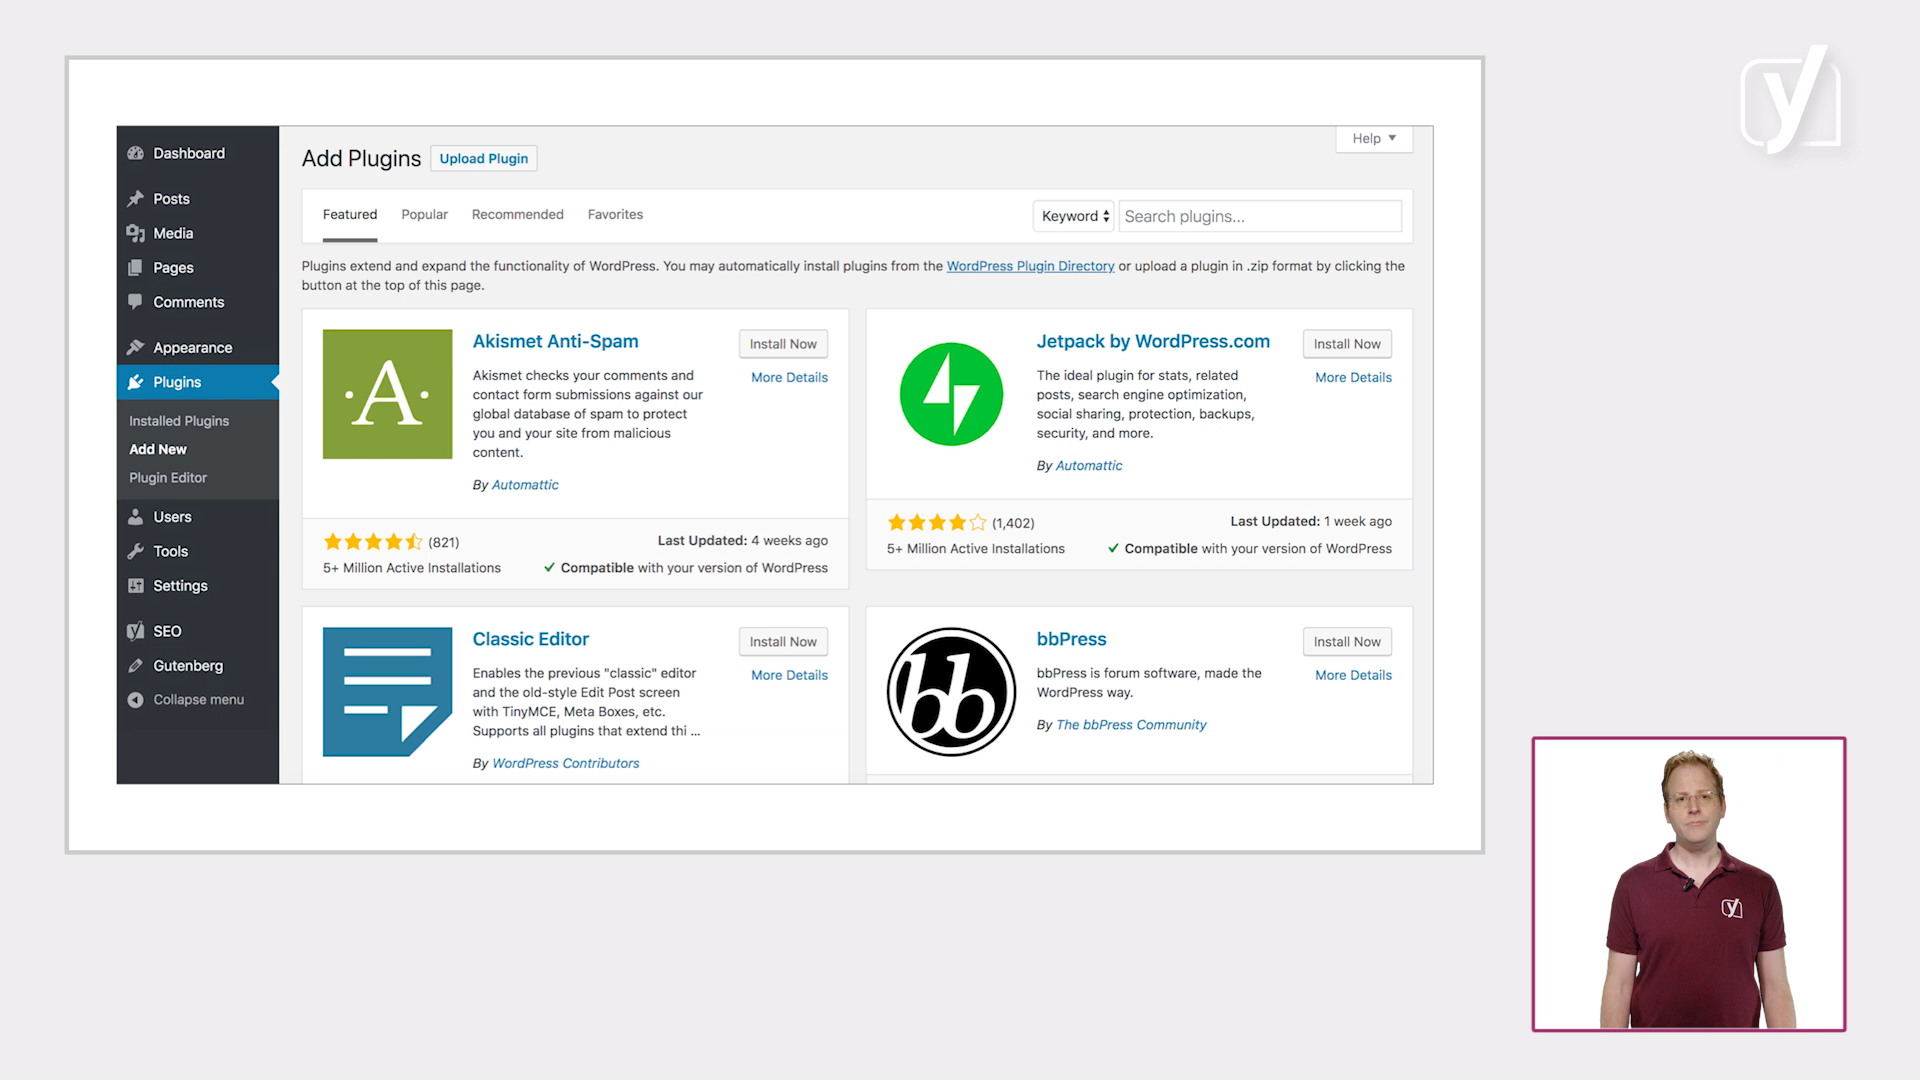 Dashboard
Posts
Media
Pages
Comments
Appearance
Plugins
Installed Plugins
Add New
Plugin Editor
Users
Tools
Settings
SEO
Gutenberg
Collapse menu
Add Plugins
Upload Plugin
Help
Featured
Popular
Recommended
Favorites
Keyword
Search plugins...
Plugins extend and expand the functionality of WordPress. You may automatically install plugins from the WordPress Plugin Directory or upload a plugin in .zip format by clicking the
button at the top of this page.
A
Akismet Anti-Spam
Install Now
More Details
Akismet checks your comments and
contact form submissions against our
global database of spam to protect
you and your site from malicious
content.
By Automattic
(821)
Last Updated: 4 weeks ago
5+ Million Active Installations
Compatible with your version of WordPress
Jetpack by WordPress.com
Install Now
More Details
The ideal plugin for stats, related
posts, search engine optimization,
social sharing, protection, backups,
security, and more.
By Automattic
(1,402)
Last Updated: 1 week ago
5+ Million Active Installations
Compatible with your version of WordPress
Classic Editor
Install Now
More Details
Enables the previous "classic" editor
and the old-style Edit Post screen
with TinyMCE, Meta Boxes, etc.
Supports all plugins that extend thi ...
By WordPress Contributors
bb
bbPress
Install Now
More Details
bbPress is forum software, made the
WordPress way.
By The bbPress Community
y
y